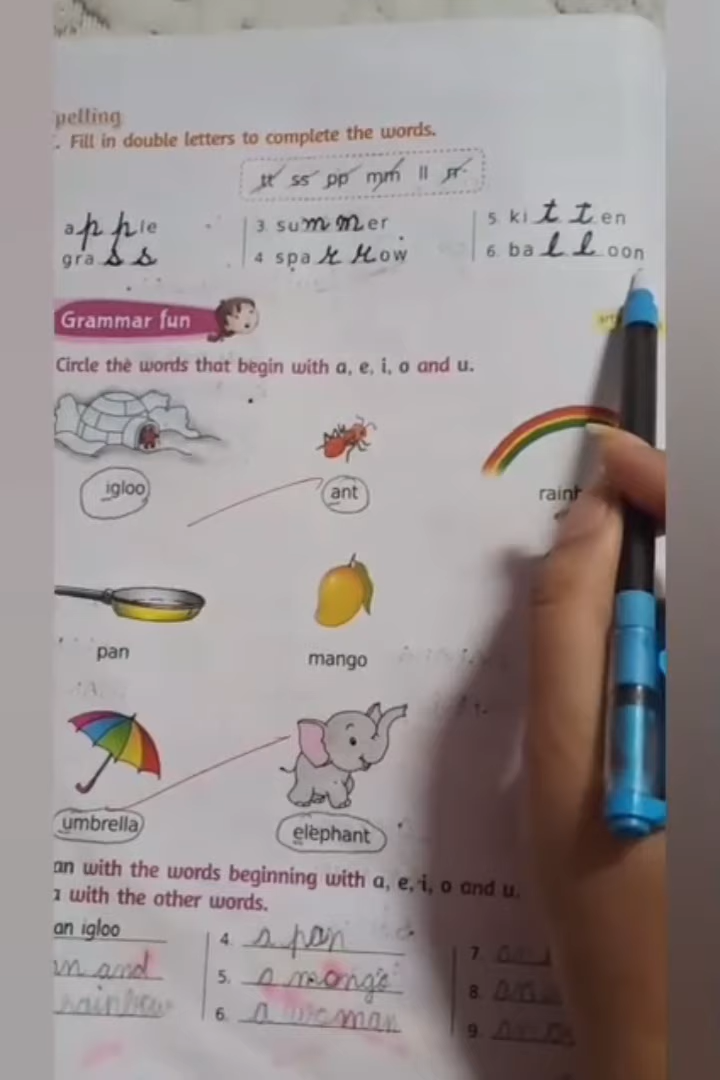 pelling
. Fill in double letters to complete the words.
tt ss pp mm ll rr
apple
3. summer
5. kitten
grass
4. sparrow
6. balloon
Grammar fun
Circle the words that begin with a, e, i, o and u.
igloo
ant
rainb
pan
mango
umbrella
elephant
an with the words beginning with a, e, i, o and u.
a with the other words.
an igloo
4. a pan
7.
5. a mango
8.
rainbow
6. a woman
9.